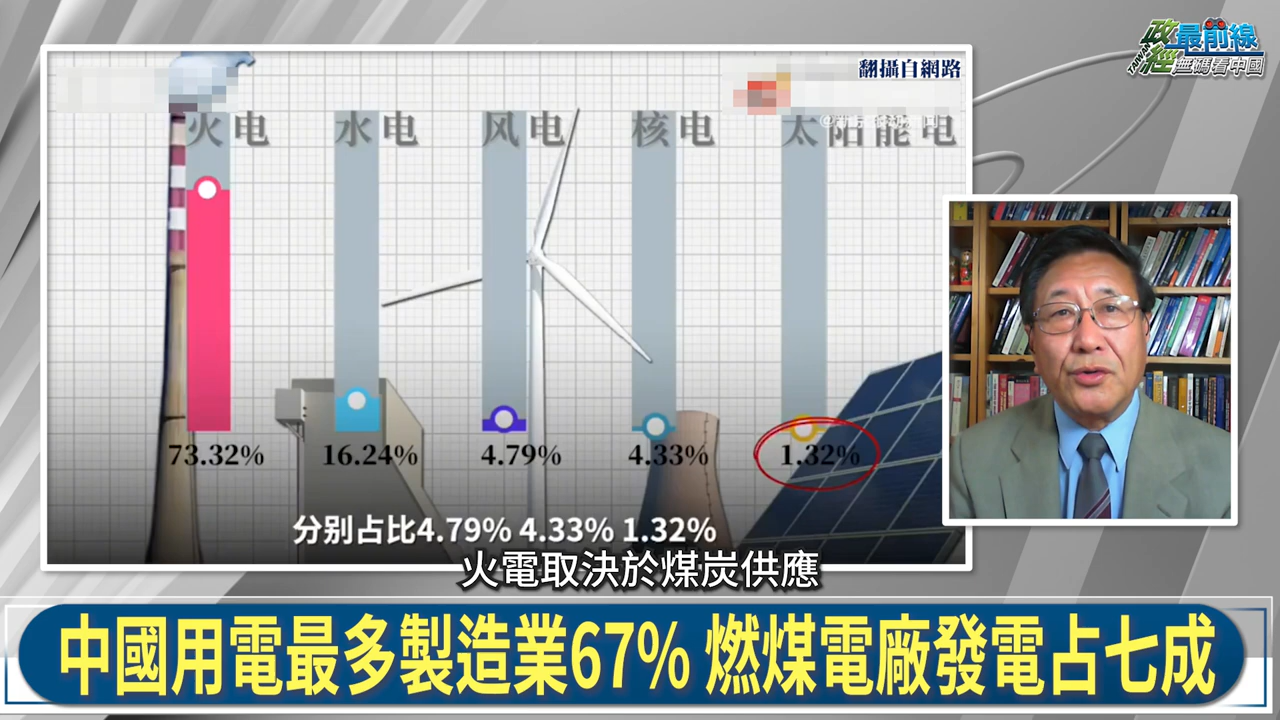 政經最前線
無碼看中國
翻攝自網路
火电 水电 风电 核电 太阳能电
73.32% 16.24% 4.79% 4.33% 1.32%
分别占比4.79% 4.33% 1.32%
火電取決於煤炭供應
中國用電最多製造業67% 燃煤電廠發電占七成